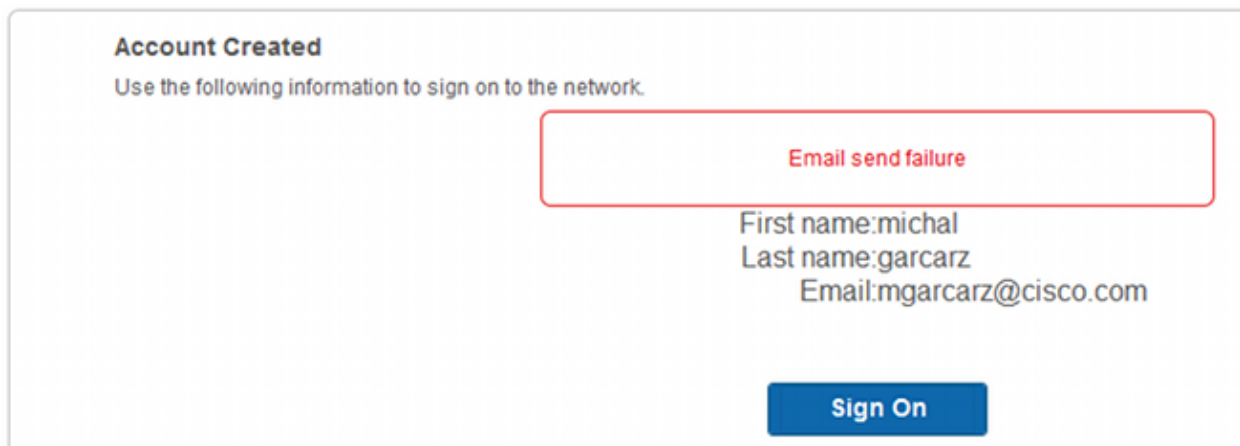 Account Created
Use the following information to sign on to the network.
Email send failure
First name:michal
Last name:garcarz
Email:mgarcarz@cisco.com
Sign On